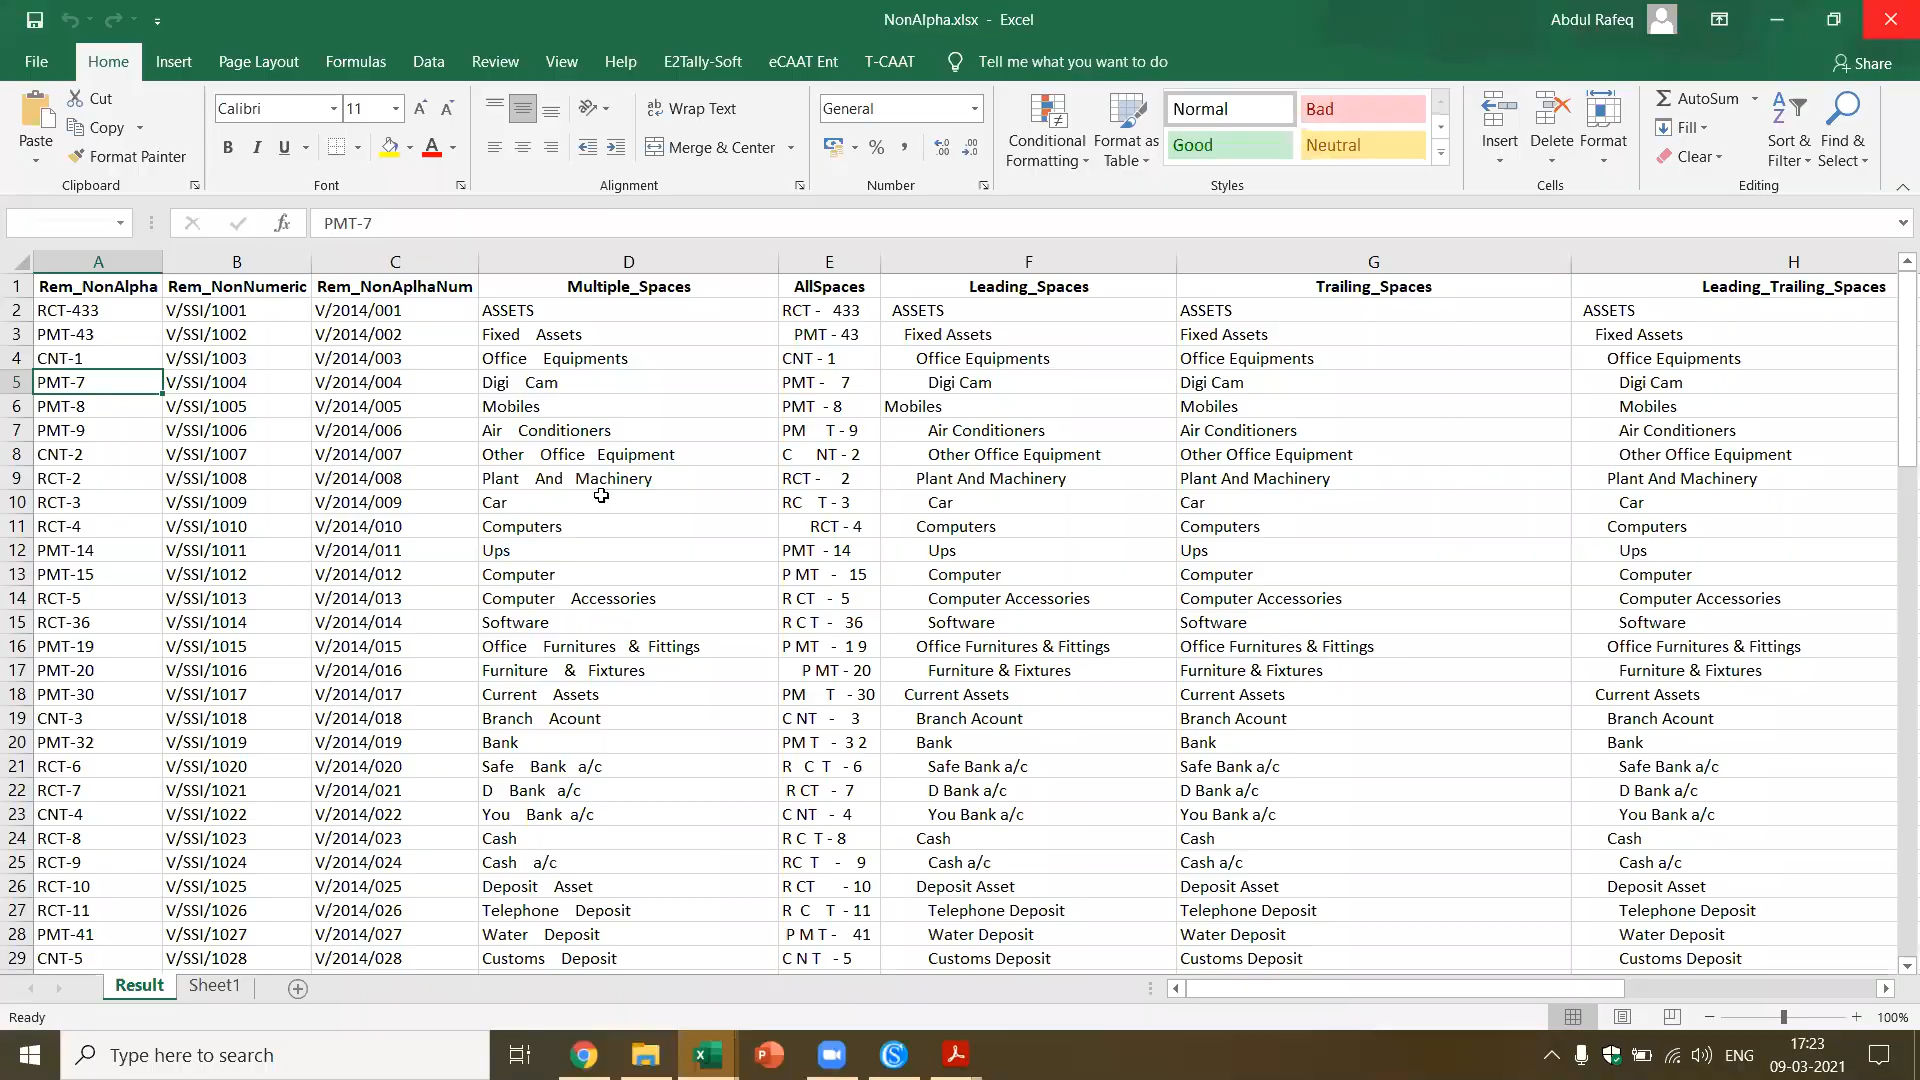 NonAlpha.xlsx - Excel
Abdul Rafeq
File Home Insert Page Layout Formulas Data Review View Help E2Tally-Soft eCAAT Ent T-CAAT Tell me what you want to do Share
Paste Cut Copy Format Painter Clipboard
Calibri 11 B I U A Font
Wrap Text Merge & Center Alignment
General % Number
Conditional Formatting Format as Table
Normal Bad Good Neutral Styles
Insert Delete Format Cells
AutoSum Fill Clear Sort & Filter Find & Select Editing
fx PMT-7
A B C D E F G H
1 Rem_NonAlpha Rem_NonNumeric Rem_NonAplhaNum Multiple_Spaces AllSpaces Leading_Spaces Trailing_Spaces Leading_Trailing_Spaces
2 RCT-433 V/SSI/1001 V/2014/001 ASSETS RCT - 433 ASSETS ASSETS ASSETS
3 PMT-43 V/SSI/1002 V/2014/002 Fixed Assets PMT - 43 Fixed Assets Fixed Assets Fixed Assets
4 CNT-1 V/SSI/1003 V/2014/003 Office Equipments CNT - 1 Office Equipments Office Equipments Office Equipments
5 PMT-7 V/SSI/1004 V/2014/004 Digi Cam PMT - 7 Digi Cam Digi Cam Digi Cam
6 PMT-8 V/SSI/1005 V/2014/005 Mobiles PMT - 8 Mobiles Mobiles Mobiles
7 PMT-9 V/SSI/1006 V/2014/006 Air Conditioners PM T - 9 Air Conditioners Air Conditioners Air Conditioners
8 CNT-2 V/SSI/1007 V/2014/007 Other Office Equipment C NT - 2 Other Office Equipment Other Office Equipment Other Office Equipment
9 RCT-2 V/SSI/1008 V/2014/008 Plant And Machinery RCT - 2 Plant And Machinery Plant And Machinery Plant And Machinery
10 RCT-3 V/SSI/1009 V/2014/009 Car RC T - 3 Car Car Car
11 RCT-4 V/SSI/1010 V/2014/010 Computers RCT - 4 Computers Computers Computers
12 PMT-14 V/SSI/1011 V/2014/011 Ups PMT - 14 Ups Ups Ups
13 PMT-15 V/SSI/1012 V/2014/012 Computer P MT - 15 Computer Computer Computer
14 RCT-5 V/SSI/1013 V/2014/013 Computer Accessories R CT - 5 Computer Accessories Computer Accessories Computer Accessories
15 RCT-36 V/SSI/1014 V/2014/014 Software R C T - 36 Software Software Software
16 PMT-19 V/SSI/1015 V/2014/015 Office Furnitures & Fittings P MT - 1 9 Office Furnitures & Fittings Office Furnitures & Fittings Office Furnitures & Fittings
17 PMT-20 V/SSI/1016 V/2014/016 Furniture & Fixtures P MT - 20 Furniture & Fixtures Furniture & Fixtures Furniture & Fixtures
18 PMT-30 V/SSI/1017 V/2014/017 Current Assets PM T - 30 Current Assets Current Assets Current Assets
19 CNT-3 V/SSI/1018 V/2014/018 Branch Acount C NT - 3 Branch Acount Branch Acount Branch Acount
20 PMT-32 V/SSI/1019 V/2014/019 Bank PM T - 3 2 Bank Bank Bank
21 RCT-6 V/SSI/1020 V/2014/020 Safe Bank a/c R C T - 6 Safe Bank a/c Safe Bank a/c Safe Bank a/c
22 RCT-7 V/SSI/1021 V/2014/021 D Bank a/c R CT - 7 D Bank a/c D Bank a/c D Bank a/c
23 CNT-4 V/SSI/1022 V/2014/022 You Bank a/c C NT - 4 You Bank a/c You Bank a/c You Bank a/c
24 RCT-8 V/SSI/1023 V/2014/023 Cash R C T - 8 Cash Cash Cash
25 RCT-9 V/SSI/1024 V/2014/024 Cash a/c RC T - 9 Cash a/c Cash a/c Cash a/c
26 RCT-10 V/SSI/1025 V/2014/025 Deposit Asset R CT - 10 Deposit Asset Deposit Asset Deposit Asset
27 RCT-11 V/SSI/1026 V/2014/026 Telephone Deposit R C T - 11 Telephone Deposit Telephone Deposit Telephone Deposit
28 PMT-41 V/SSI/1027 V/2014/027 Water Deposit P M T - 41 Water Deposit Water Deposit Water Deposit
29 CNT-5 V/SSI/1028 V/2014/028 Customs Deposit C N T - 5 Customs Deposit Customs Deposit Customs Deposit
Result Sheet1
Ready 100%
Type here to search ENG 17:23
09-03-2021